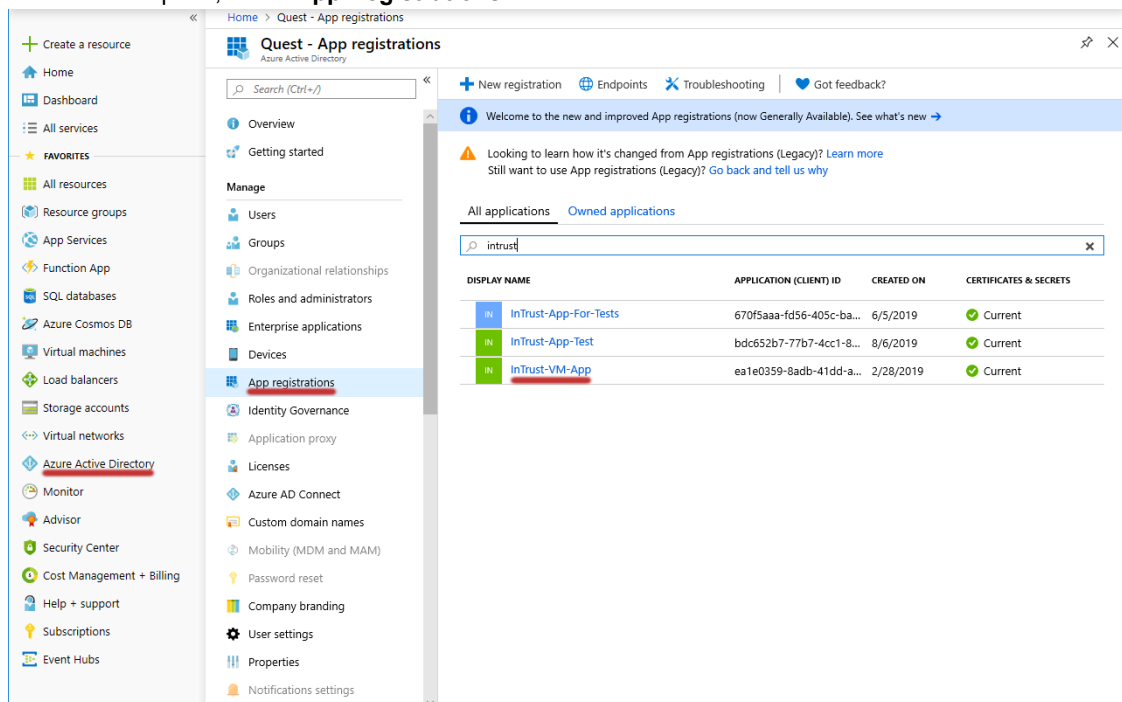 Home > Quest - App registrations
Create a resource
Home
Dashboard
All services
FAVORITES
All resources
Resource groups
App Services
Function App
SQL databases
Azure Cosmos DB
Virtual machines
Load balancers
Storage accounts
Virtual networks
Azure Active Directory
Monitor
Advisor
Security Center
Cost Management + Billing
Help + support
Subscriptions
Event Hubs
Quest - App registrations
Azure Active Directory
Search (Ctrl+/)
Overview
Getting started
Manage
Users
Groups
Organizational relationships
Roles and administrators
Enterprise applications
Devices
App registrations
Identity Governance
Application proxy
Licenses
Azure AD Connect
Custom domain names
Mobility (MDM and MAM)
Password reset
Company branding
User settings
Properties
Notifications settings
New registration Endpoints Troubleshooting Got feedback?
Welcome to the new and improved App registrations (now Generally Available). See what's new →
Looking to learn how it's changed from App registrations (Legacy)? Learn more
Still want to use App registrations (Legacy)? Go back and tell us why
All applications Owned applications
intrust
DISPLAY NAME APPLICATION (CLIENT) ID CREATED ON CERTIFICATES & SECRETS
IN InTrust-App-For-Tests 670f5aaa-fd56-405c-ba... 6/5/2019 Current
IN InTrust-App-Test bdc652b7-77b7-4cc1-8... 8/6/2019 Current
IN InTrust-VM-App ea1e0359-8adb-41dd-a... 2/28/2019 Current